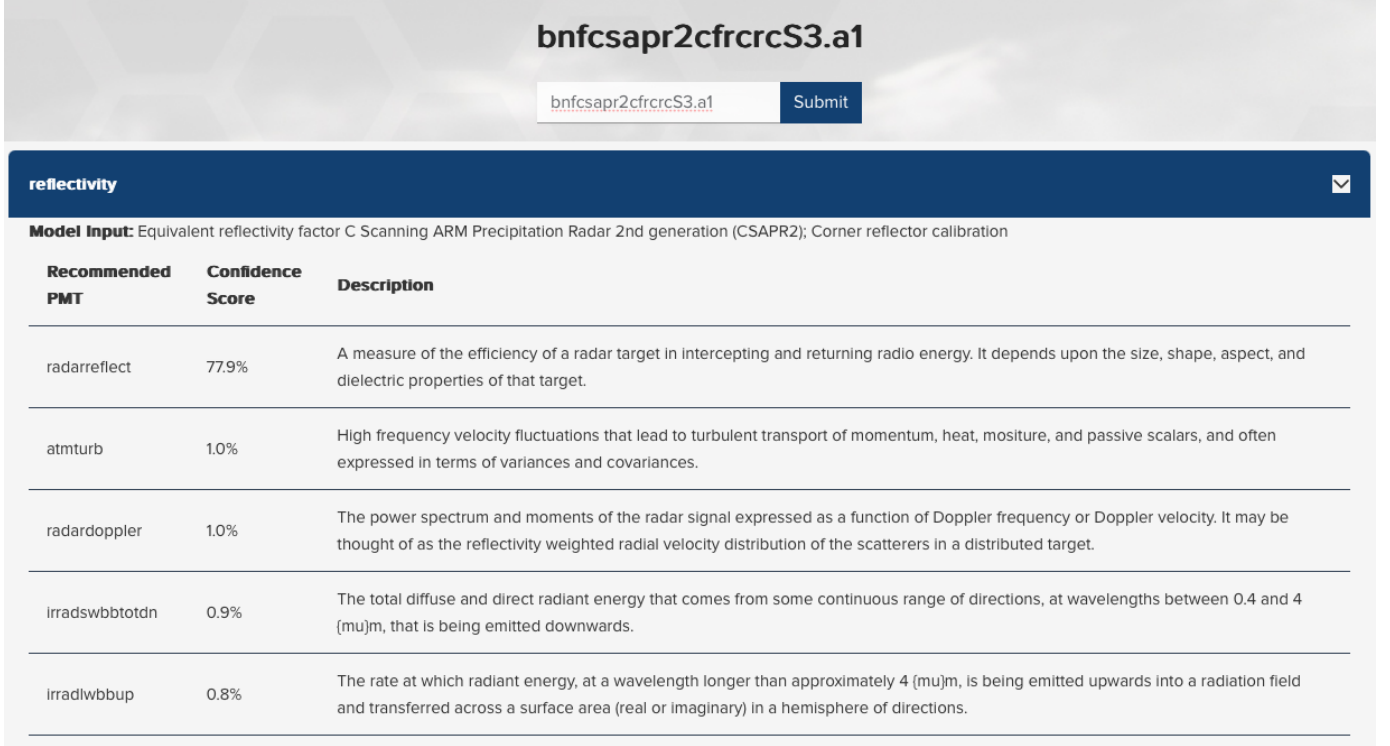 bnfcsapr2cfrcrcS3.a1
bnfcsapr2cfrcrcS3.a1 Submit
reflectivity
Model Input: Equivalent reflectivity factor C Scanning ARM Precipitation Radar 2nd generation (CSAPR2); Corner reflector calibration
Recommended PMT Confidence Score Description
radarreflect 77.9% A measure of the efficiency of a radar target in intercepting and returning radio energy. It depends upon the size, shape, aspect, and
dielectric properties of that target.
atmturb 1.0% High frequency velocity fluctuations that lead to turbulent transport of momentum, heat, mositure, and passive scalars, and often
expressed in terms of variances and covariances.
radardoppler 1.0% The power spectrum and moments of the radar signal expressed as a function of Doppler frequency or Doppler velocity. It may be
thought of as the reflectivity weighted radial velocity distribution of the scatterers in a distributed target.
irradswbbtotdn 0.9% The total diffuse and direct radiant energy that comes from some continuous range of directions, at wavelengths between 0.4 and 4
{mu}m, that is being emitted downwards.
irradlwbbup 0.8% The rate at which radiant energy, at a wavelength longer than approximately 4 {mu}m, is being emitted upwards into a radiation field
and transferred across a surface area (real or imaginary) in a hemisphere of directions.